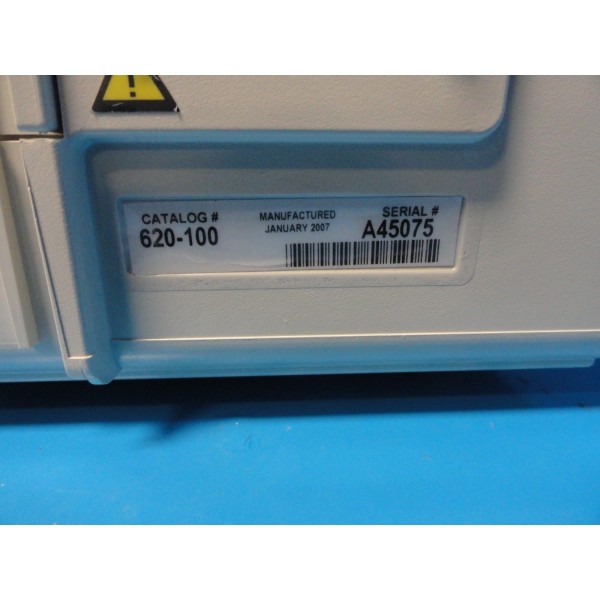 CATALOG #
620-100
MANUFACTURED
JANUARY 2007
SERIAL #
A45075